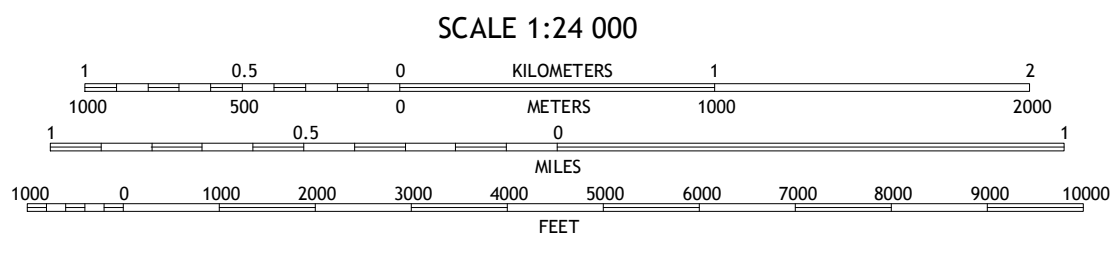 SCALE 1:24 000
1 0.5 0 KILOMETERS 1 2
1000 500 0 METERS 1000 2000
1 0.5 0 1
MILES
1000 0 1000 2000 3000 4000 5000 6000 7000 8000 9000 10000
FEET